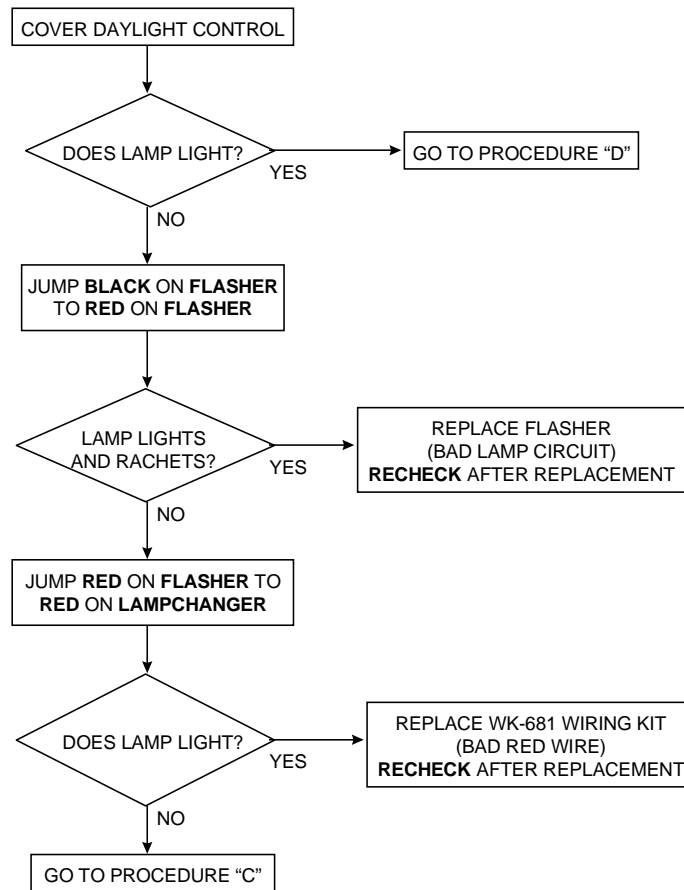 COVER DAYLIGHT CONTROL
DOES LAMP LIGHT?
YES
GO TO PROCEDURE “D”
NO
JUMP BLACK ON FLASHER
TO RED ON FLASHER
LAMP LIGHTS
AND RACHETS?
YES
REPLACE FLASHER
(BAD LAMP CIRCUIT)
RECHECK AFTER REPLACEMENT
NO
JUMP RED ON FLASHER TO
RED ON LAMPCHANGER
DOES LAMP LIGHT?
YES
REPLACE WK-681 WIRING KIT
(BAD RED WIRE)
RECHECK AFTER REPLACEMENT
NO
GO TO PROCEDURE “C”